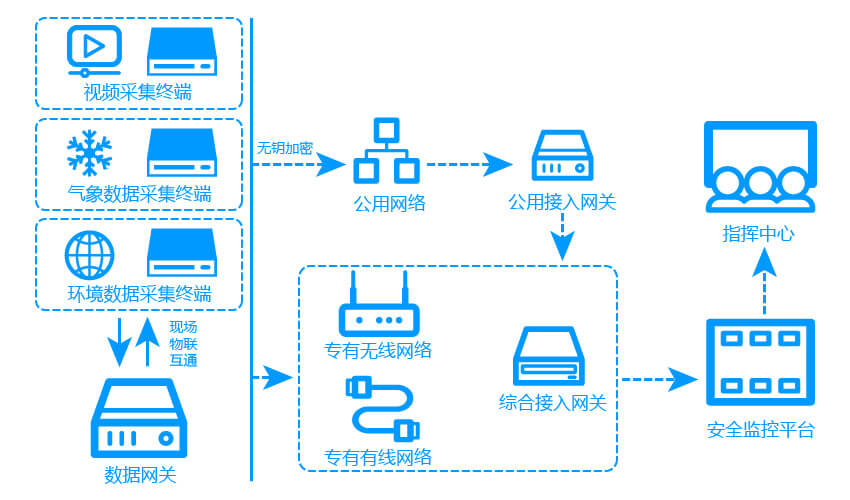 视频采集终端
气象数据采集终端
环境数据采集终端
现场
物联
互通
数据网关
无钥加密
公用网络
公用接入网关
专有无线网络
专有有线网络
综合接入网关
指挥中心
安全监控平台